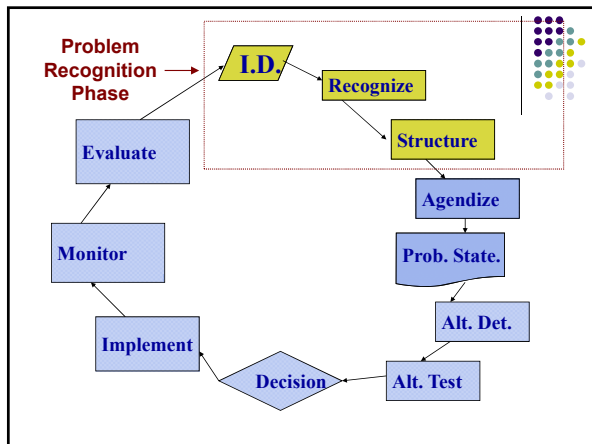 Problem
Recognition
Phase
I.D.
Recognize
Structure
Agendize
Prob. State.
Alt. Det.
Alt. Test
Decision
Implement
Monitor
Evaluate